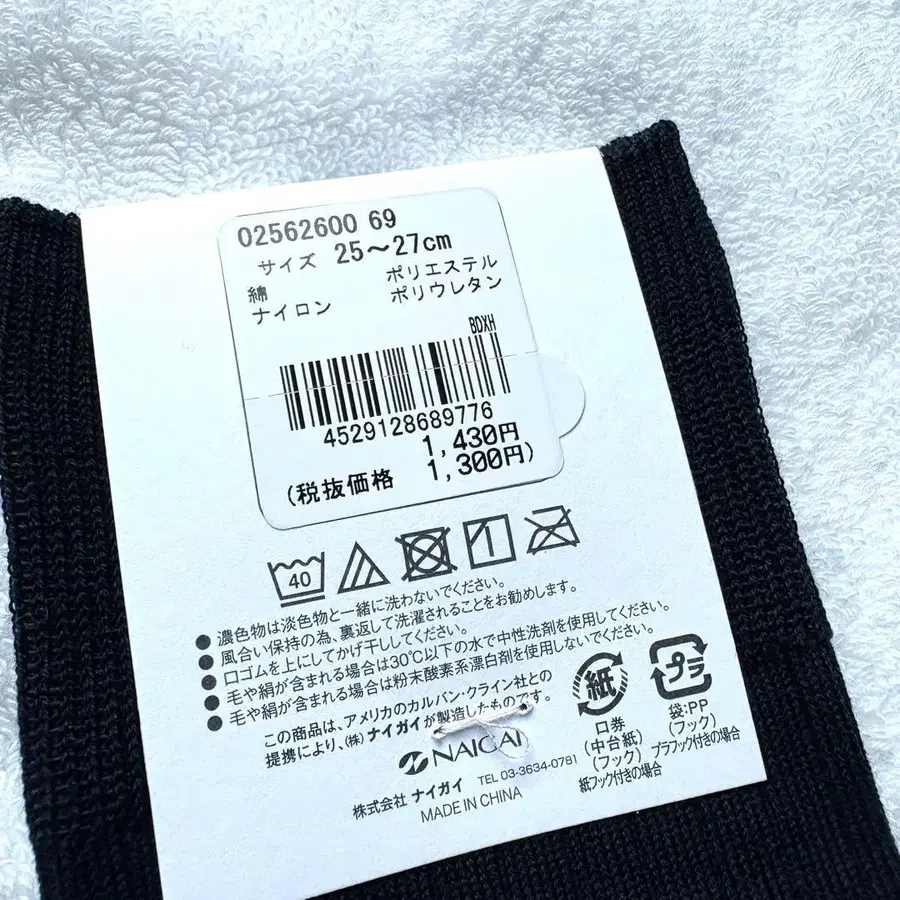 02562600 69
サイズ 25～27cm
綿 ポリエステル
ナイロン ポリウレタン
BDXH
4529128689776
1,430円
(税抜価格 1,300円)
40
● 濃色物は淡色物と一緒に洗わないでください。
● 風合い保持の為、裏返して洗濯されることをお勧めします。
● 口ゴムを上にしてかげ干ししてください。
● 毛や絹が含まれる場合は30℃以下の水で中性洗剤を使用してください。
● 毛や絹が含まれる場合は粉末酸素系漂白剤を使用しないでください。
この商品は、アメリカのカルバン・クライン社との
提携により、(株)ナイガイが製造したものです。
NAIGAI
株式会社 ナイガイ TEL 03-3634-0781
MADE IN CHINA
紙
口券
(中台紙)
(フック)
紙フック付きの場合
プラ
袋:PP
(フック)
プラフック付きの場合